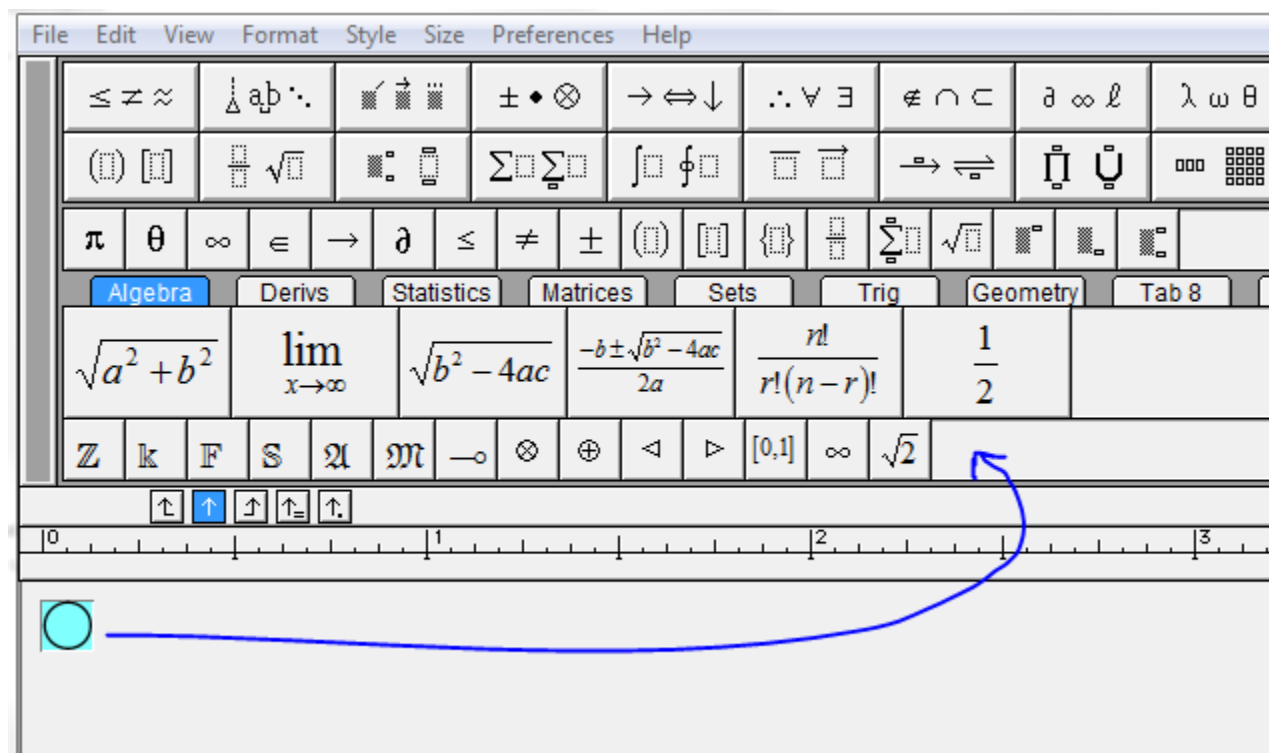 File Edit View Format Style Size Preferences Help
≤ ≠ ≈ a͜b ⋱ ± • ⊗ → ⇔ ↓ ∴ ∀ ∃ ∉ ∩ ⊂ ∂ ∞ ℓ λ ω θ
( ) [ ] √ Σ Σ ∫ ∮ → ⇌ Π U
π θ ∞ ∈ → ∂ ≤ ≠ ± ( ) [ ] { } Σ √
Algebra Derivs Statistics Matrices Sets Trig Geometry Tab 8
√(a² + b²) lim x→∞ √(b² − 4ac) (−b ± √(b² − 4ac))/2a n!/(r!(n − r)!) 1/2
ℤ 𝕜 𝔽 𝕊 𝔄 𝔐 ⊸ ⊗ ⊕ ⊲ ⊳ [0,1] ∞ √2
0 1 2 3